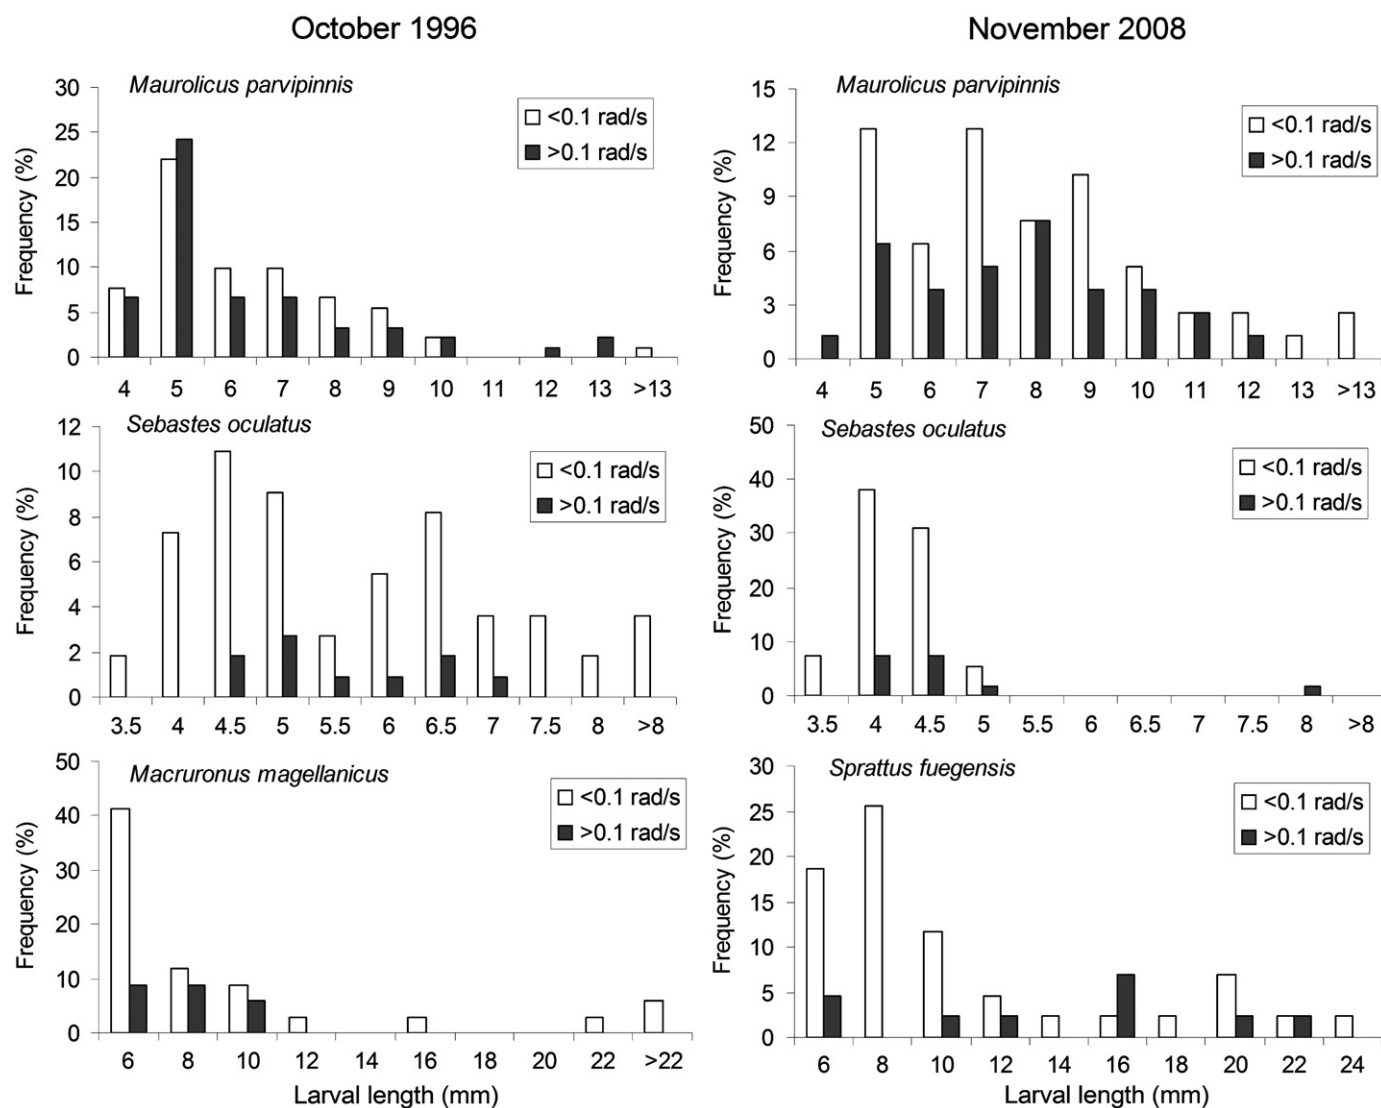 October 1996
November 2008
Maurolicus parvipinnis
<0.1 rad/s
>0.1 rad/s
Frequency (%)
30
25
20
15
10
5
0
4 5 6 7 8 9 10 11 12 13 >13
Maurolicus parvipinnis
<0.1 rad/s
>0.1 rad/s
Frequency (%)
15
12
9
6
3
0
4 5 6 7 8 9 10 11 12 13 >13
Sebastes oculatus
<0.1 rad/s
>0.1 rad/s
Frequency (%)
12
10
8
6
4
2
0
3.5 4 4.5 5 5.5 6 6.5 7 7.5 8 >8
Sebastes oculatus
<0.1 rad/s
>0.1 rad/s
Frequency (%)
50
40
30
20
10
0
3.5 4 4.5 5 5.5 6 6.5 7 7.5 8 >8
Macruronus magellanicus
<0.1 rad/s
>0.1 rad/s
Frequency (%)
50
40
30
20
10
0
6 8 10 12 14 16 18 20 22 >22
Larval length (mm)
Sprattus fuegensis
<0.1 rad/s
>0.1 rad/s
Frequency (%)
30
25
20
15
10
5
0
6 8 10 12 14 16 18 20 22 24
Larval length (mm)